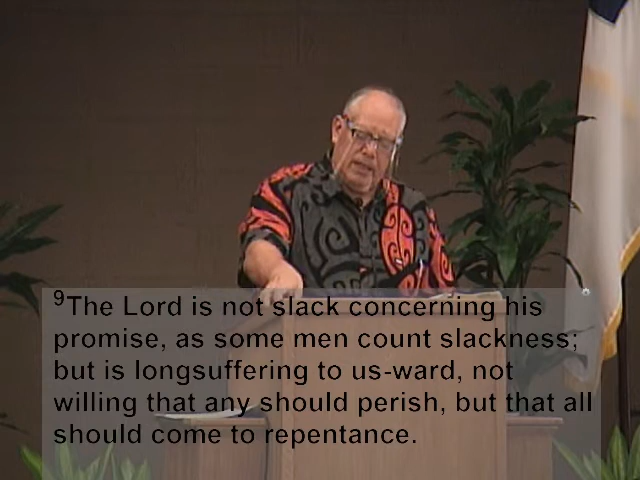 ⁹The Lord is not slack concerning his
promise, as some men count slackness;
but is longsuffering to us-ward, not
willing that any should perish, but that all
should come to repentance.